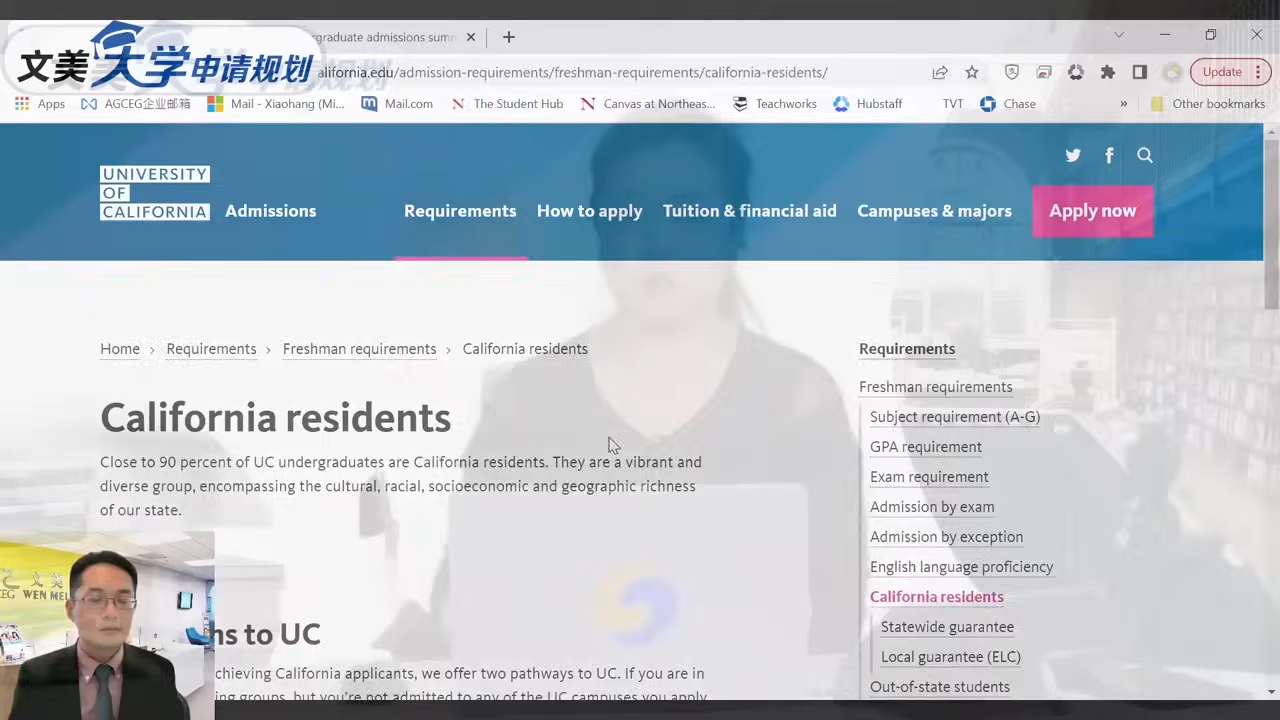 文美大学申请规划
graduate admissions summ
alifornia.edu/admission-requirements/freshman-requirements/california-residents/
Update
Apps
AGCEG企业邮箱
Mail - Xiaohang (Mi...
Mail.com
The Student Hub
Canvas at Northeas...
Teachworks
Hubstaff
TVT
Chase
»
Other bookmarks
UNIVERSITY
OF
CALIFORNIA
Admissions
Requirements
How to apply
Tuition & financial aid
Campuses & majors
Apply now
Home › Requirements › Freshman requirements › California residents
California residents
Close to 90 percent of UC undergraduates are California residents. They are a vibrant and
diverse group, encompassing the cultural, racial, socioeconomic and geographic richness
of our state.
ns to UC
chieving California applicants, we offer two pathways to UC. If you are in
ing groups, but you're not admitted to any of the UC campuses you apply
Requirements
Freshman requirements
Subject requirement (A-G)
GPA requirement
Exam requirement
Admission by exam
Admission by exception
English language proficiency
California residents
Statewide guarantee
Local guarantee (ELC)
Out-of-state students
文美
CEG WEN MEI